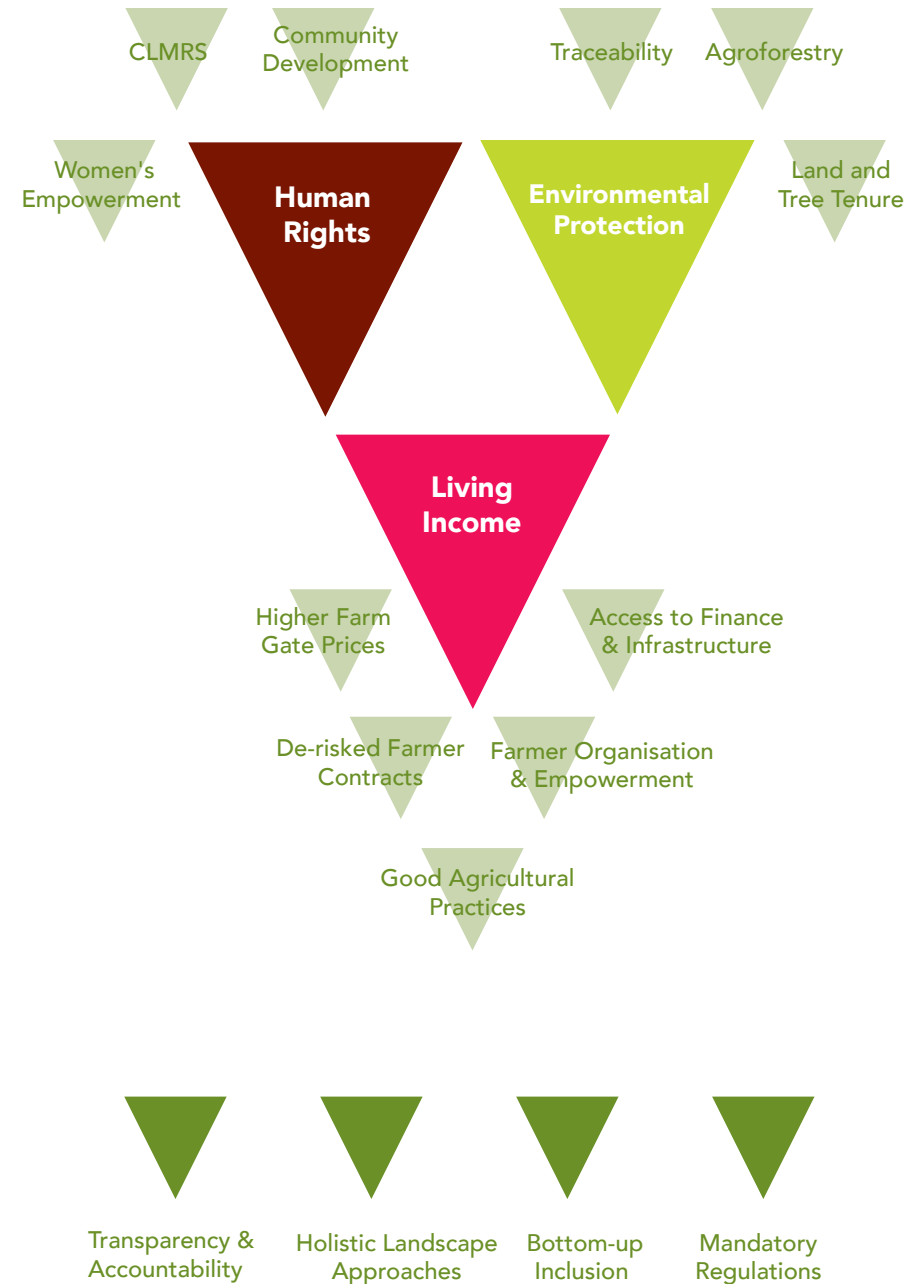 CLMRS
Community
Development
Traceability
Agroforestry
Women's
Empowerment
Human
Rights
Environmental
Protection
Land and
Tree Tenure
Living
Income
Higher Farm
Gate Prices
Access to Finance
& Infrastructure
De-risked Farmer
Contracts
Farmer Organisation
& Empowerment
Good Agricultural
Practices
Transparency &
Accountability
Holistic Landscape
Approaches
Bottom-up
Inclusion
Mandatory
Regulations